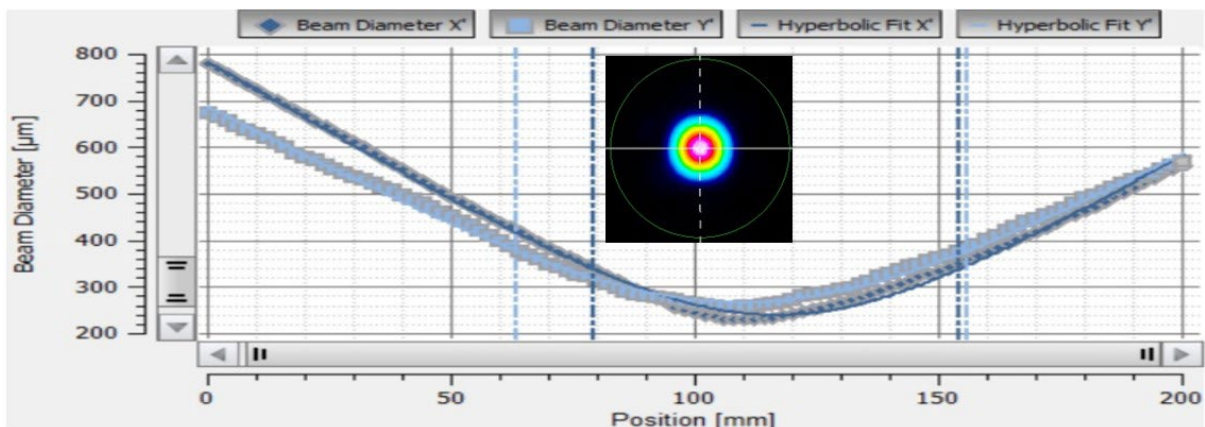 Beam Diameter X' Beam Diameter Y' Hyperbolic Fit X' Hyperbolic Fit Y'
800
700
600
500
400
300
200
Beam Diameter [µm]
0 50 100 150 200
Position [mm]